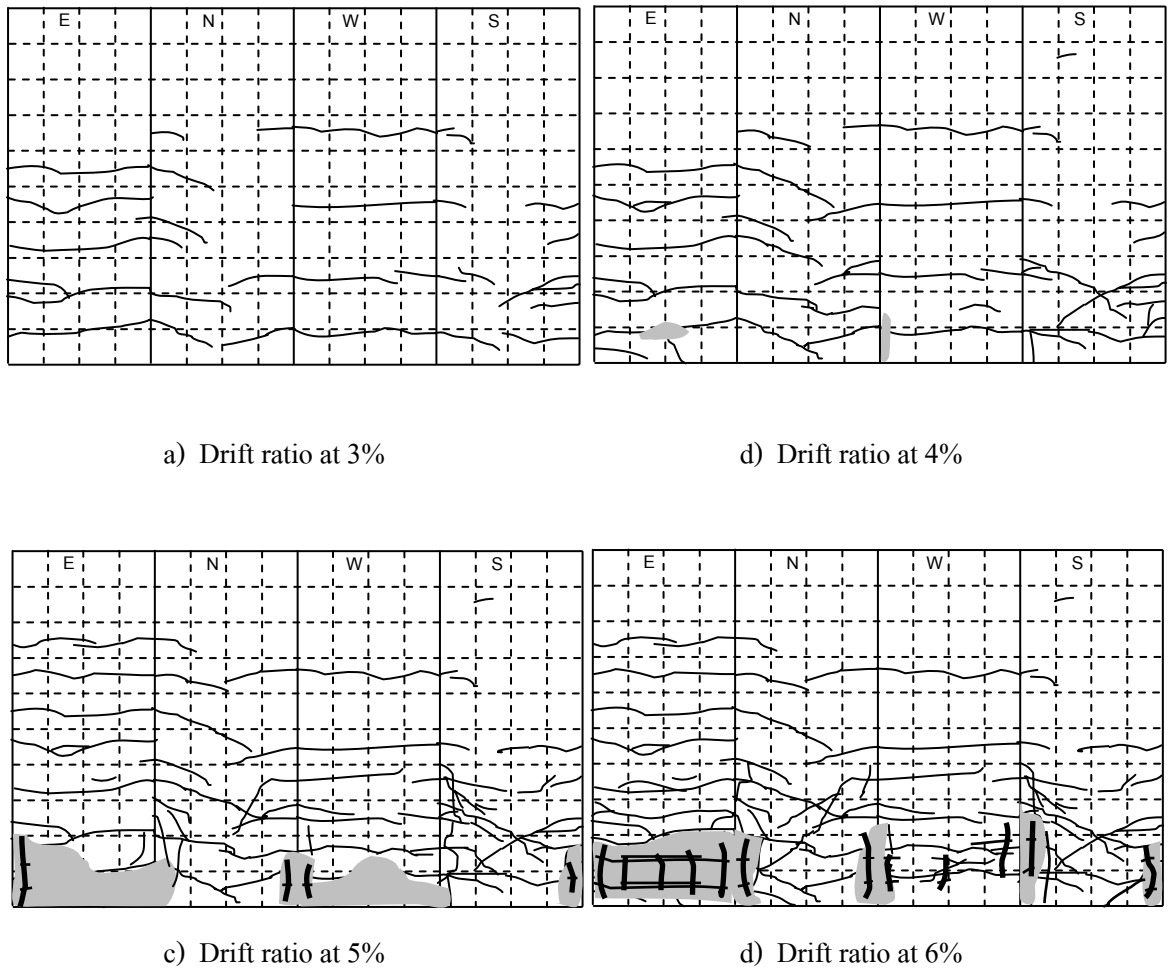 E N W S
E N W S
a) Drift ratio at 3%
d) Drift ratio at 4%
E N W S
E N W S
c) Drift ratio at 5%
d) Drift ratio at 6%